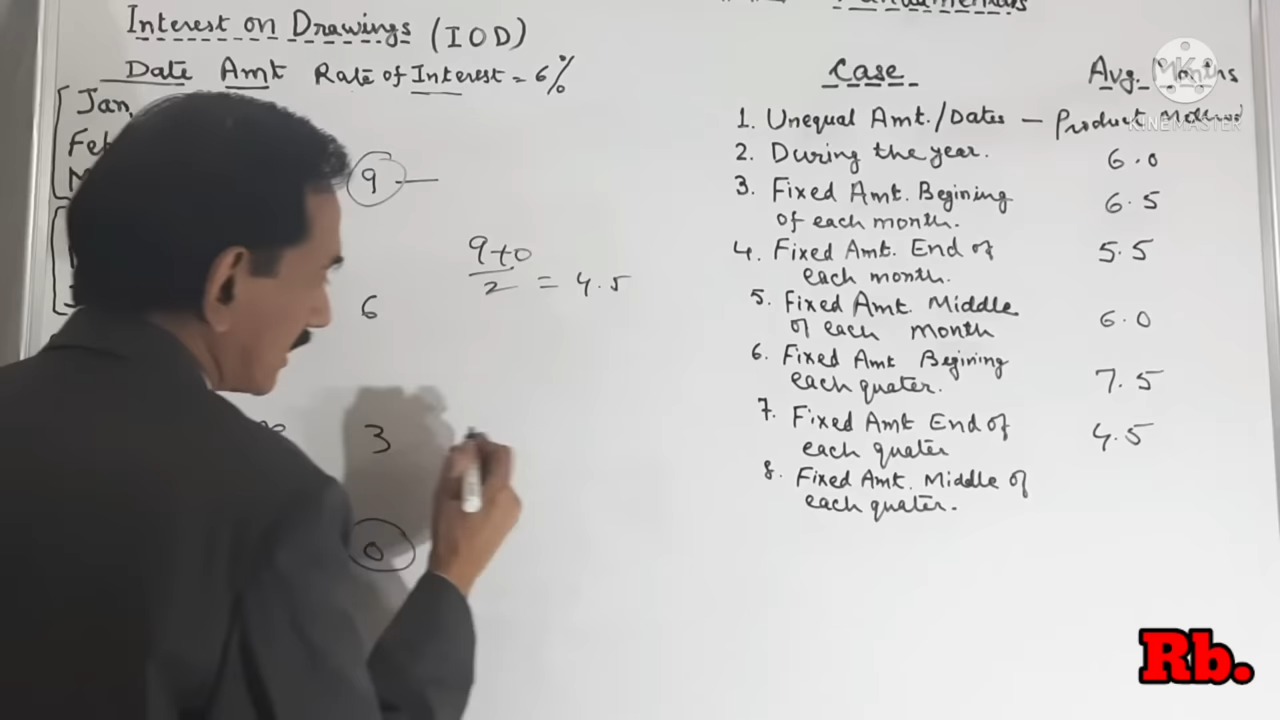 Interest on Drawings (IOD)
Date Amt Rate of Interest = 6%
Jan
Feb
9 —
9+0
2 = 4.5
6
3
0
Case Avg. Months
1. Unequal Amt./Dates — Product Method
2. During the year. 6.0
3. Fixed Amt. Begining 6.5
of each month.
4. Fixed Amt. End of 5.5
each month.
5. Fixed Amt. Middle
of each Month 6.0
6. Fixed Amt Begining
each quater. 7.5
7. Fixed Amt End of 4.5
each quater
8. Fixed Amt. Middle of
each quater.
MK
KINEMASTER
Rb.